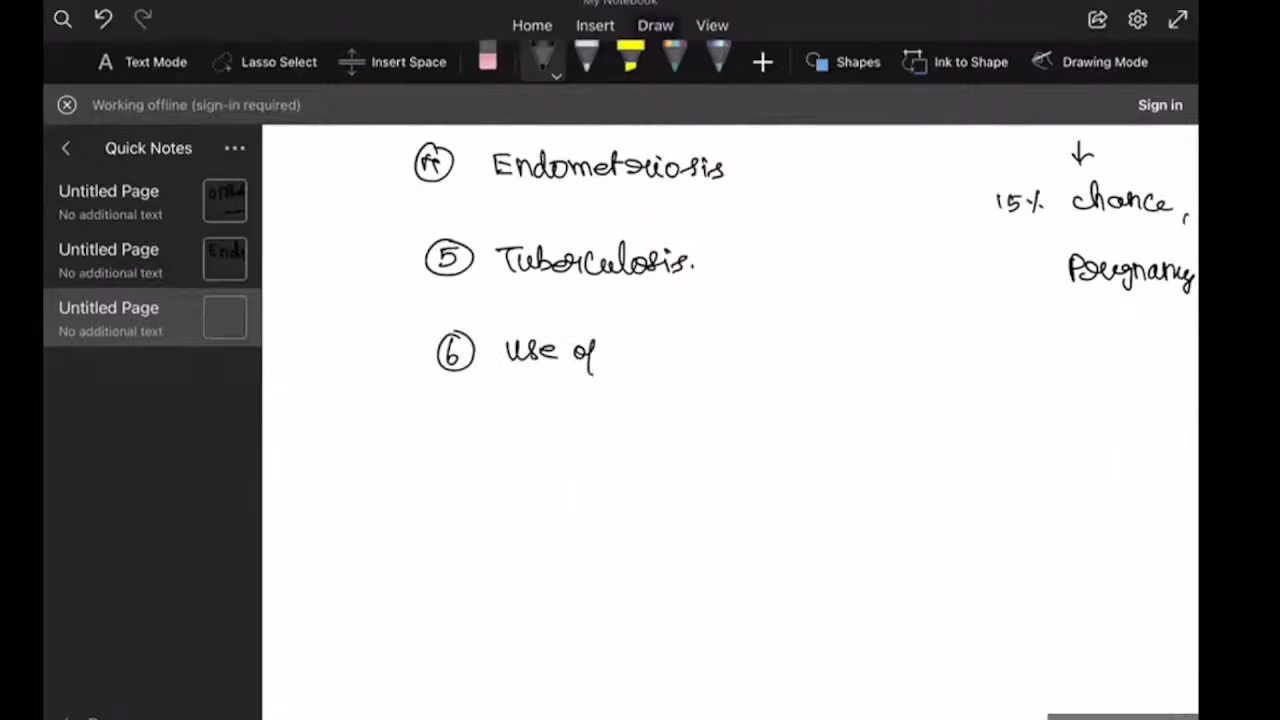 My Notebook
Home Insert Draw View
Text Mode Lasso Select Insert Space Shapes Ink to Shape Drawing Mode
Working offline (sign-in required) Sign in
Quick Notes
Untitled Page
No additional text
Untitled Page
No additional text
Untitled Page
No additional text
4 Endometriosis
15% chance,
5 Tuberculosis.
Pregnancy
6 Use of